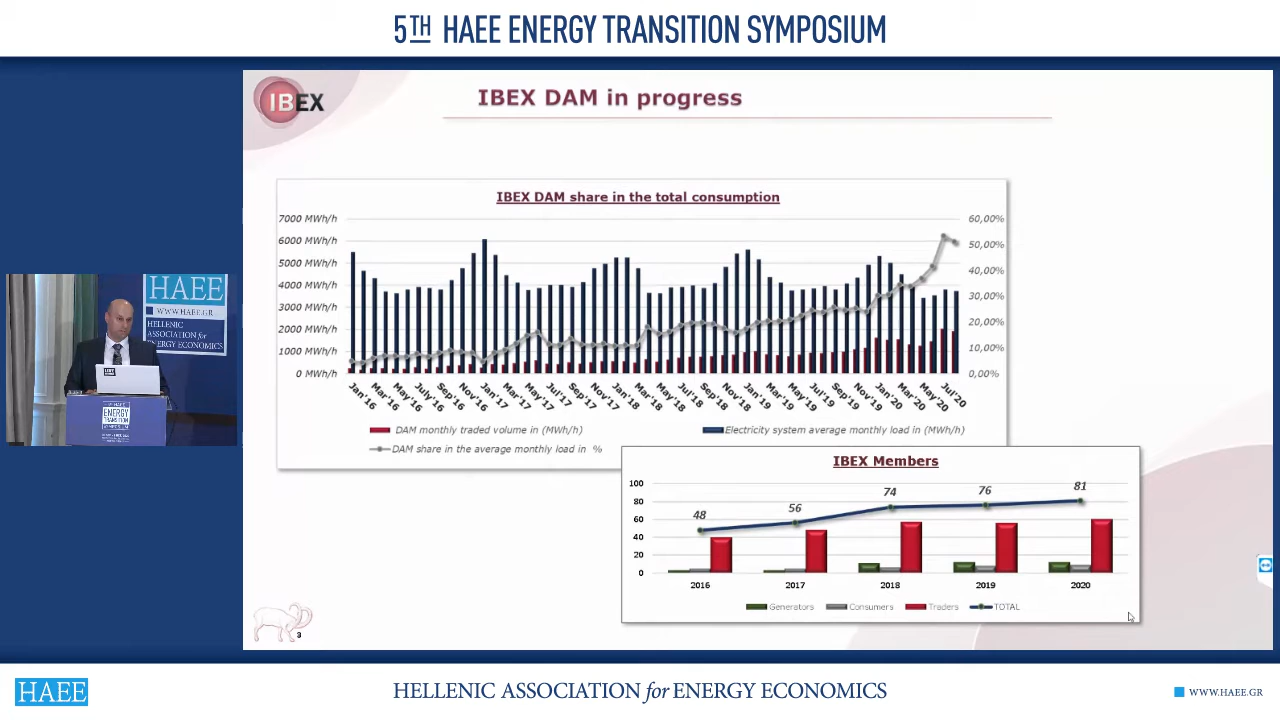 5TH HAEE ENERGY TRANSITION SYMPOSIUM
IBEX
IBEX DAM in progress
IBEX DAM share in the total consumption
7000 MWh/h
6000 MWh/h
5000 MWh/h
4000 MWh/h
3000 MWh/h
2000 MWh/h
1000 MWh/h
0 MWh/h
60,00%
50,00%
40,00%
30,00%
20,00%
10,00%
0,00%
Jan'16 Mar'16 May'16 July'16 Sep'16 Nov'16 Jan'17 Mar'17 May'17 Jul'17 Sep'17 Nov'17 Jan'18 Mar'18 May'18 Jul'18 Sep'18 Nov'18 Jan'19 Mar'19 May'19 Jul'19 Sep'19 Nov'19 Jan'20 Mar'20 May'20 Jul'20
DAM monthly traded volume in (MWh/h)
Electricity system average monthly load in (MWh/h)
DAM share in the average monthly load in %
IBEX Members
100
80
60
40
20
0
48 56 74 76 81
2016 2017 2018 2019 2020
Generators Consumers Traders TOTAL
3
HAEE
WWW.HAEE.GR
HELLENIC
ASSOCIATION for
ENERGY ECONOMICS
ENERGY
TRANSITION
SYMPOSIUM
HAEE
HELLENIC ASSOCIATION for ENERGY ECONOMICS
WWW.HAEE.GR